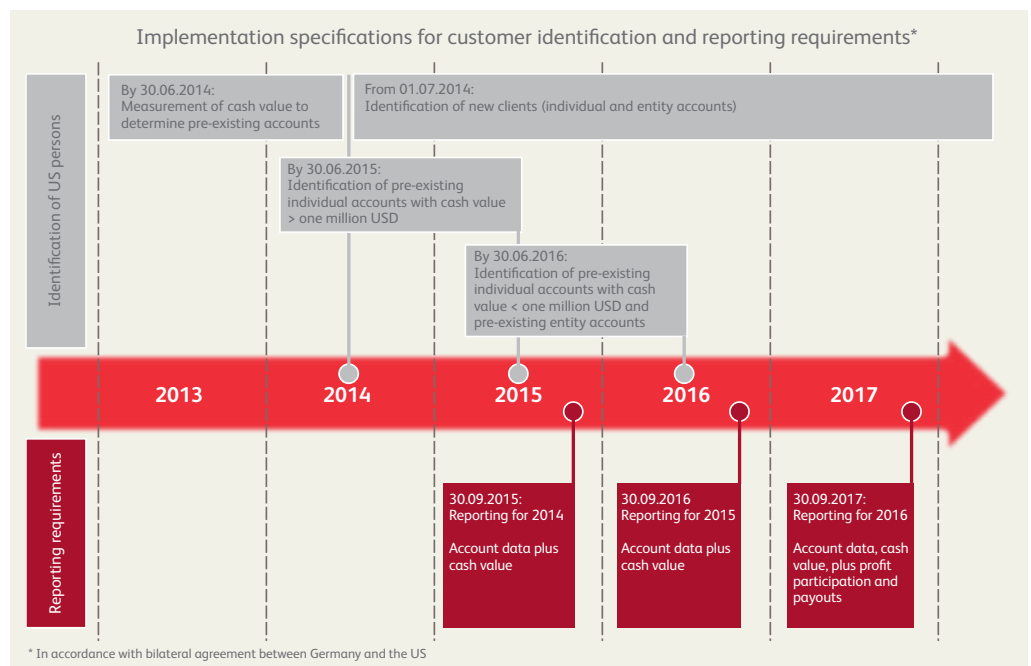 Implementation specifications for customer identification and reporting requirements*
Identification of US persons
By 30.06.2014:
Measurement of cash value to
determine pre-existing accounts
From 01.07.2014:
Identification of new clients (individual and entity accounts)
By 30.06.2015:
Identification of pre-existing
individual accounts with cash value
> one million USD
By 30.06.2016:
Identification of pre-existing
individual accounts with cash
value < one million USD and
pre-existing entity accounts
2013
2014
2015
2016
2017
Reporting requirements
30.09.2015:
Reporting for 2014
Account data plus
cash value
30.09.2016
Reporting for 2015
Account data plus
cash value
30.09.2017:
Reporting for 2016
Account data, cash
value, plus profit
participation and
payouts
* In accordance with bilateral agreement between Germany and the US